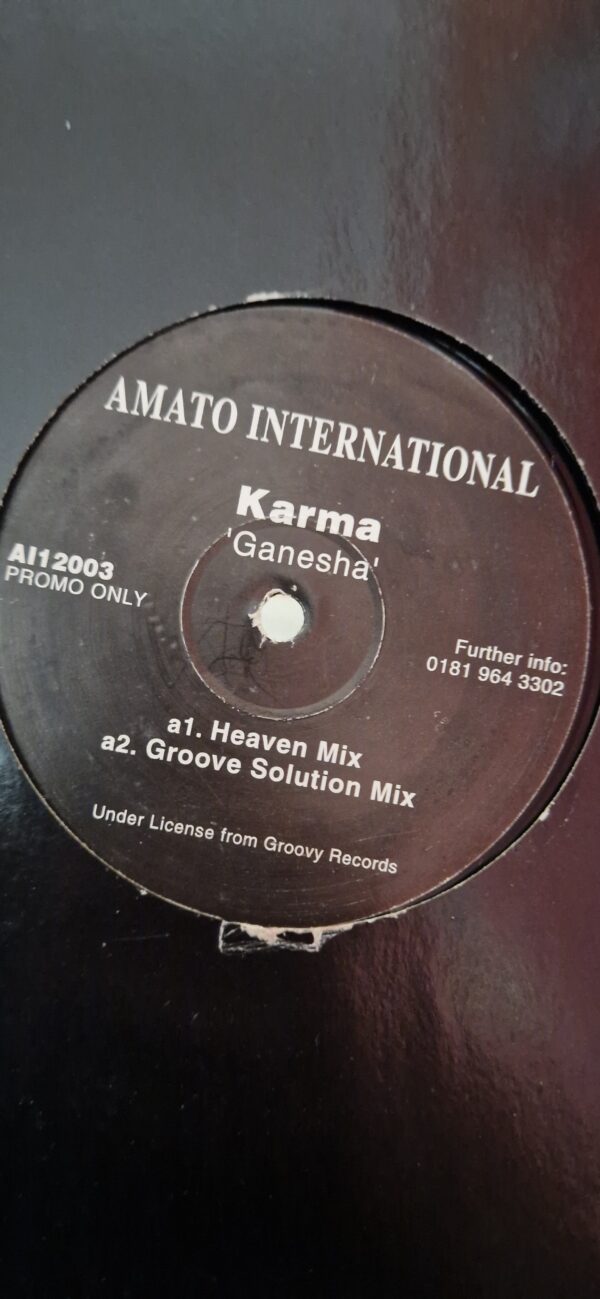 AMATO INTERNATIONAL
Karma
'Ganesha'
AI12003
PROMO ONLY
Further info:
0181 964 3302
a1. Heaven Mix
a2. Groove Solution Mix
Under License from Groovy Records